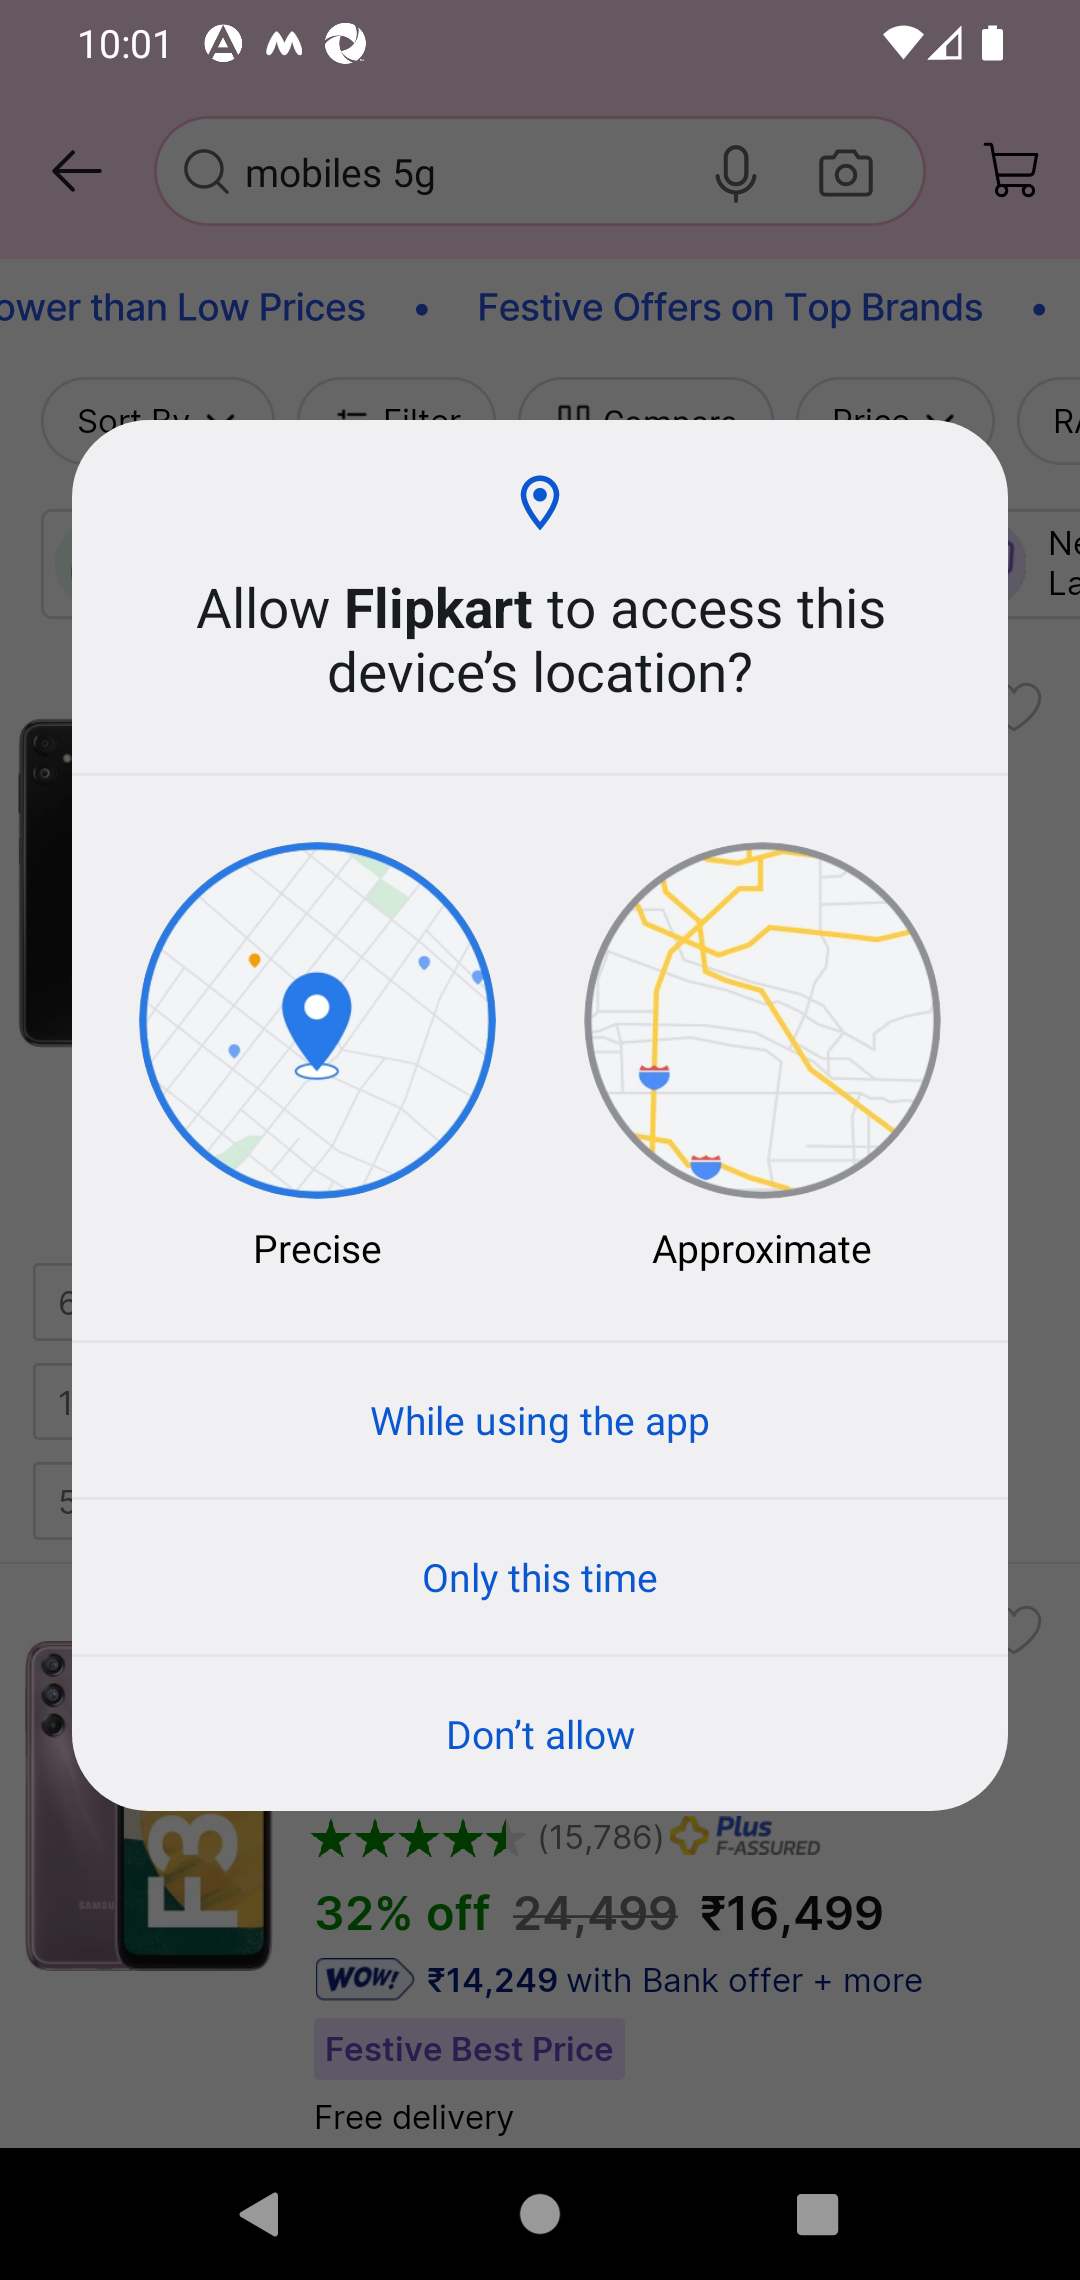 10:01
mobiles 5g
ower than Low Prices • Festive Offers on Top Brands •
Sort By Filter Compare Price RA
Ne
La
Allow Flipkart to access this
device's location?
Precise Approximate
6
1
5
While using the app
Only this time
Don't allow
SAMSU
F3
(15,786) Plus
F-ASSURED
32% off 24,499 ₹16,499
WOW! ₹14,249 with Bank offer + more
Festive Best Price
Free delivery